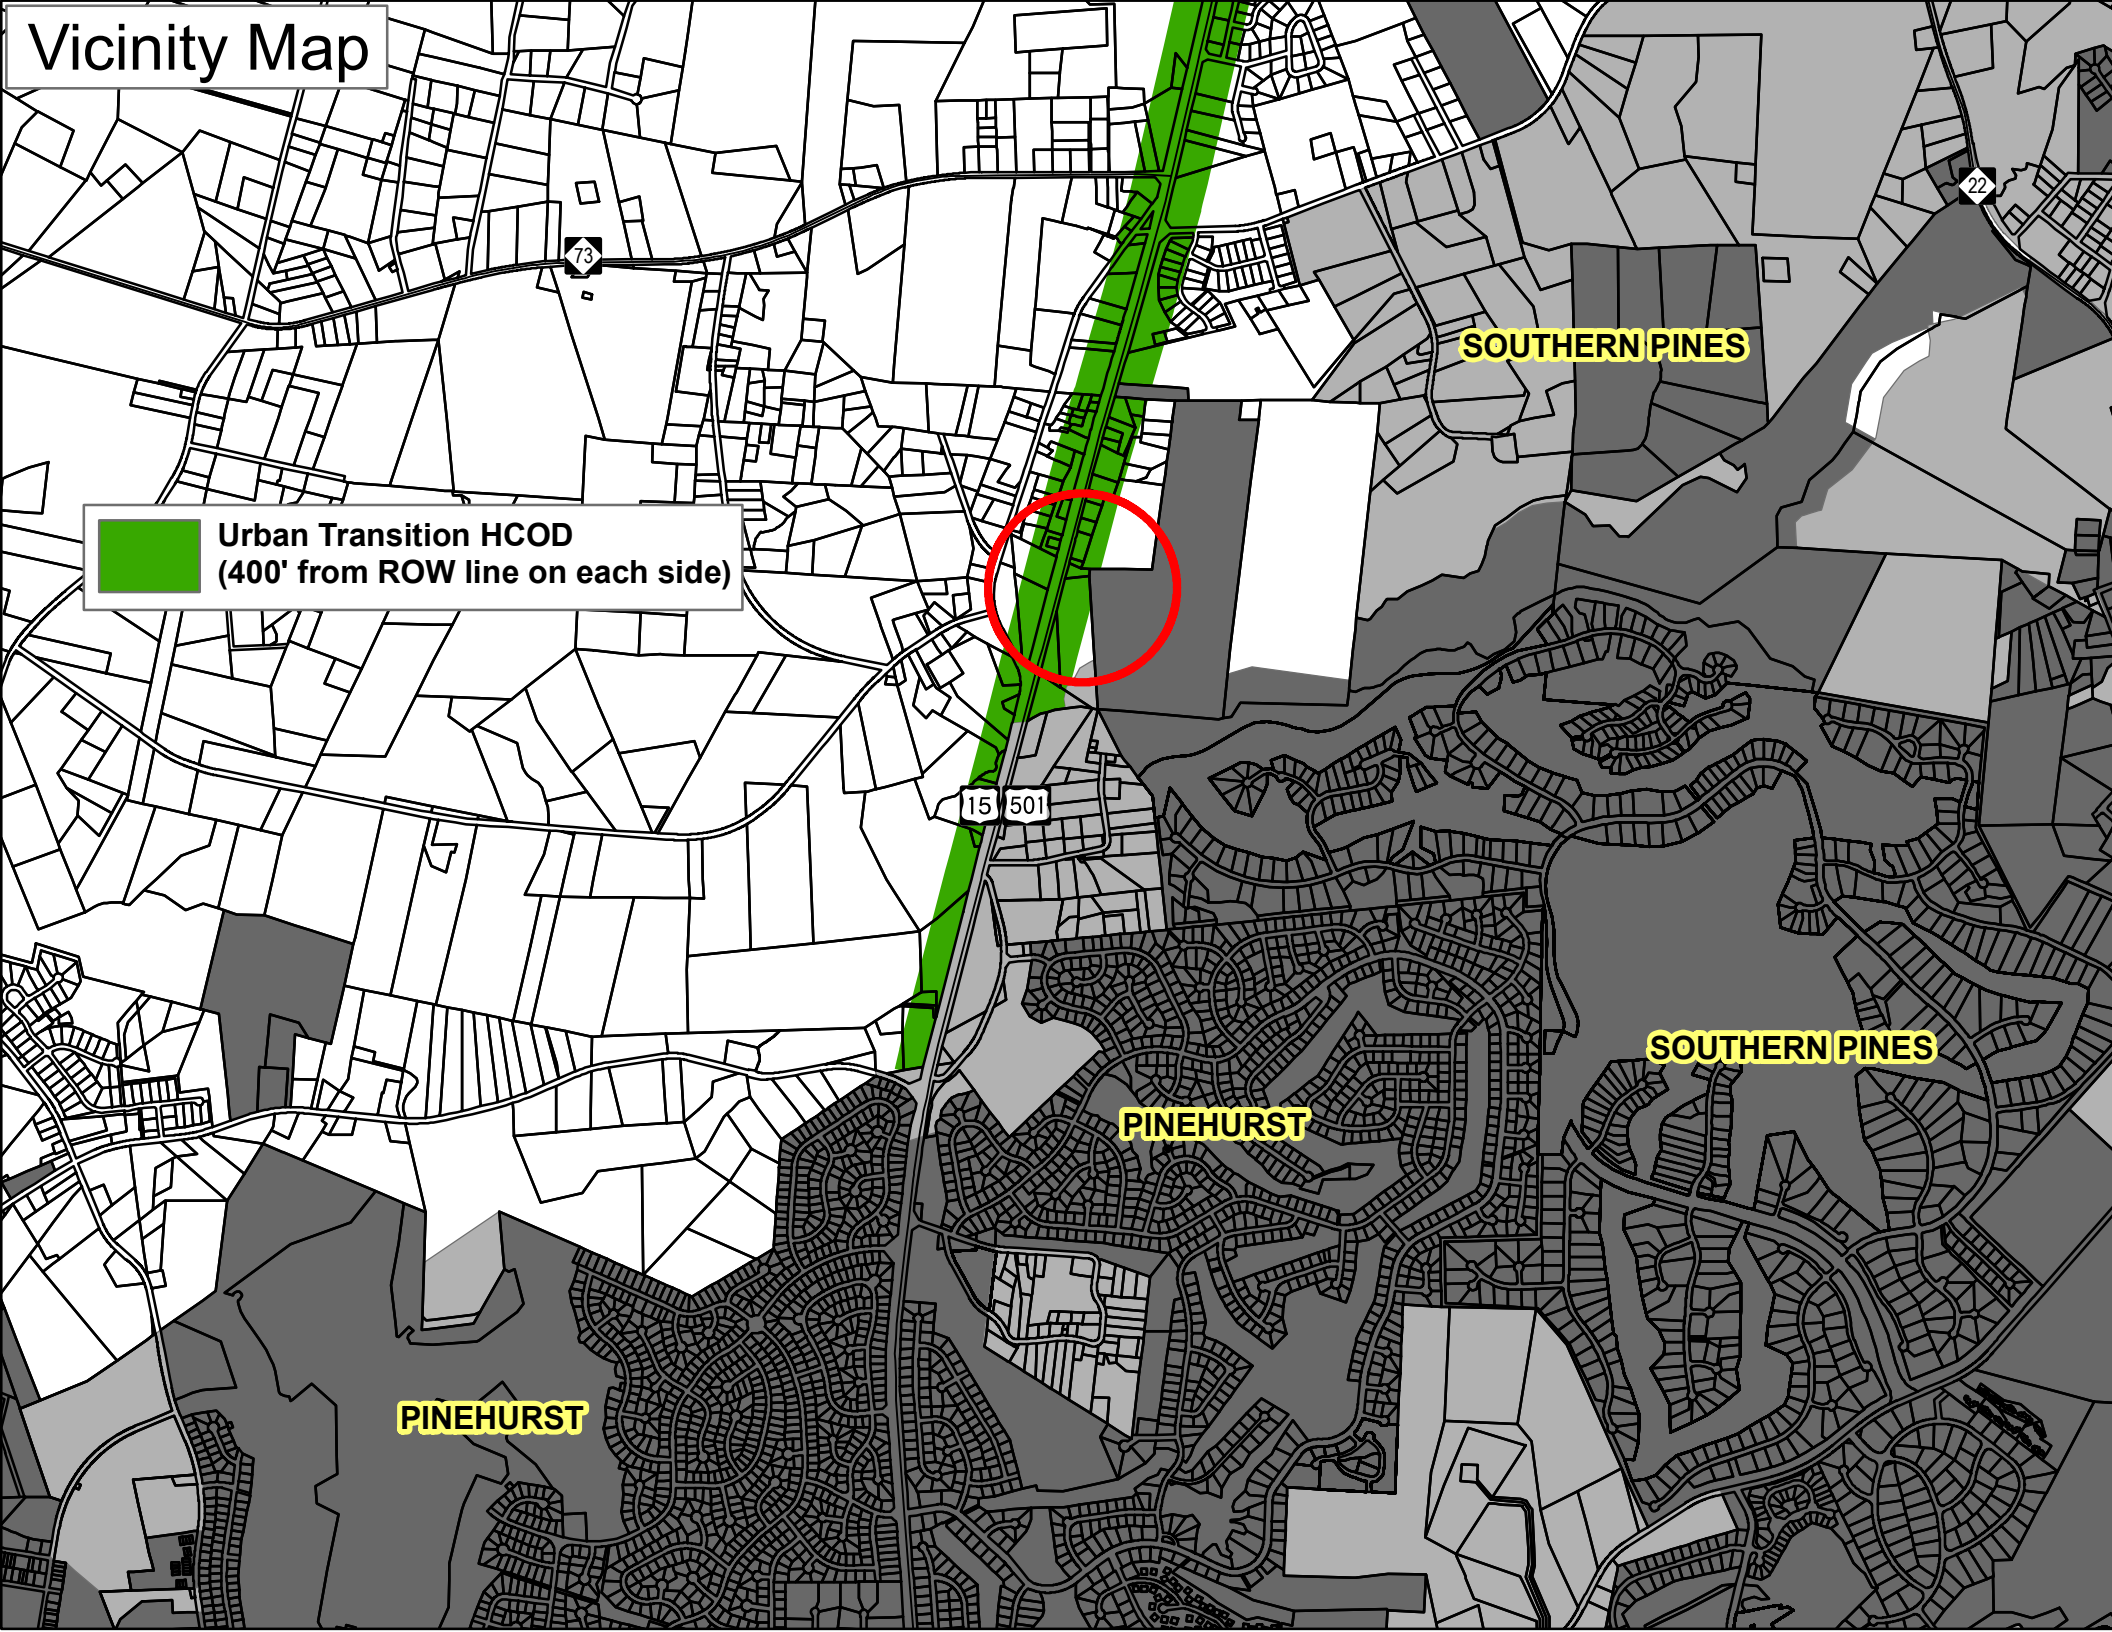 Vicinity Map
22
73
SOUTHERN PINES
Urban Transition HCOD
(400' from ROW line on each side)
15 501
SOUTHERN PINES
PINEHURST
PINEHURST